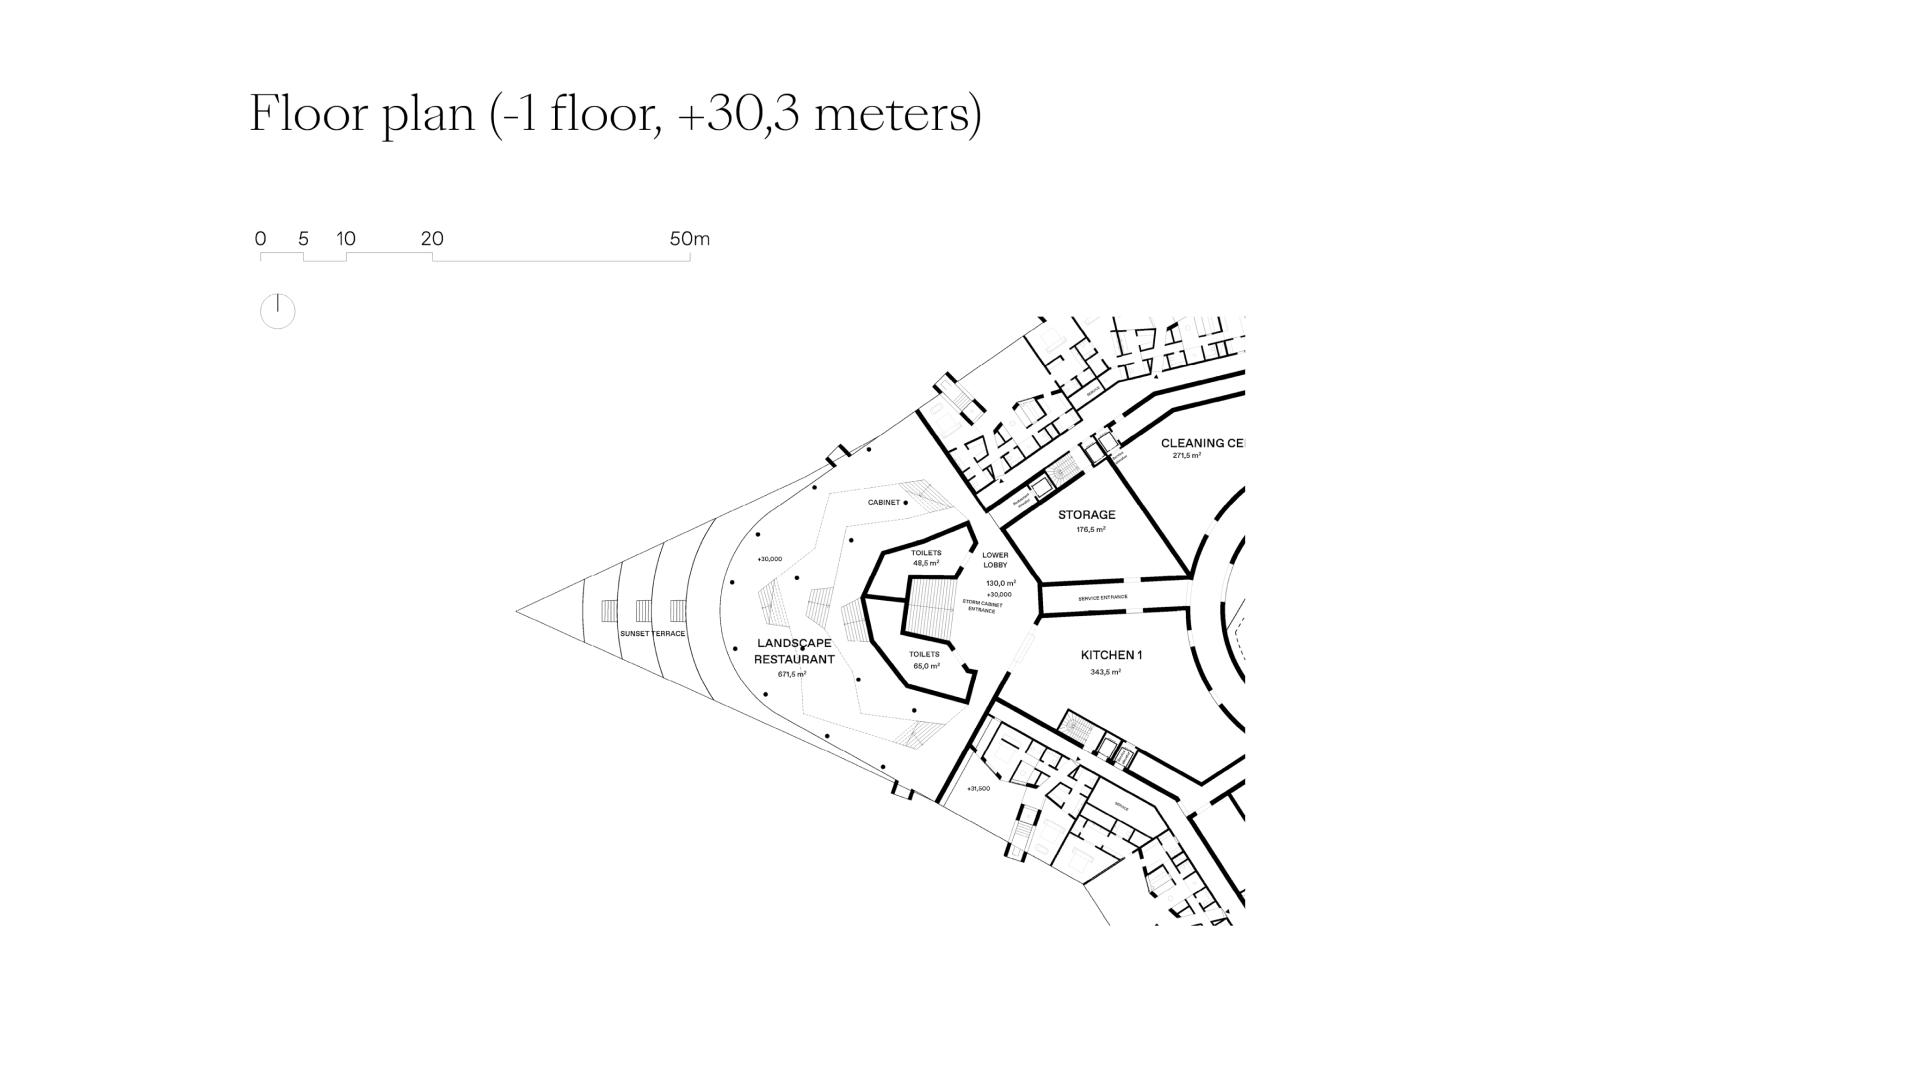 Floor plan (-1 floor, +30,3 meters)
0 5 10 20 50m
SERVICE
CLEANING CE
271,5 m²
CABINET
STORAGE
176,5 m²
+30,000
TOILETS
48,5 m²
LOWER
LOBBY
130,0 m²
+30,000
STORM CABINET
ENTRANCE
SERVICE ENTRANCE
SUNSET TERRACE
LANDSCAPE
RESTAURANT
671,5 m²
TOILETS
65,0 m²
KITCHEN 1
343,5 m²
+31,500
SERVICE